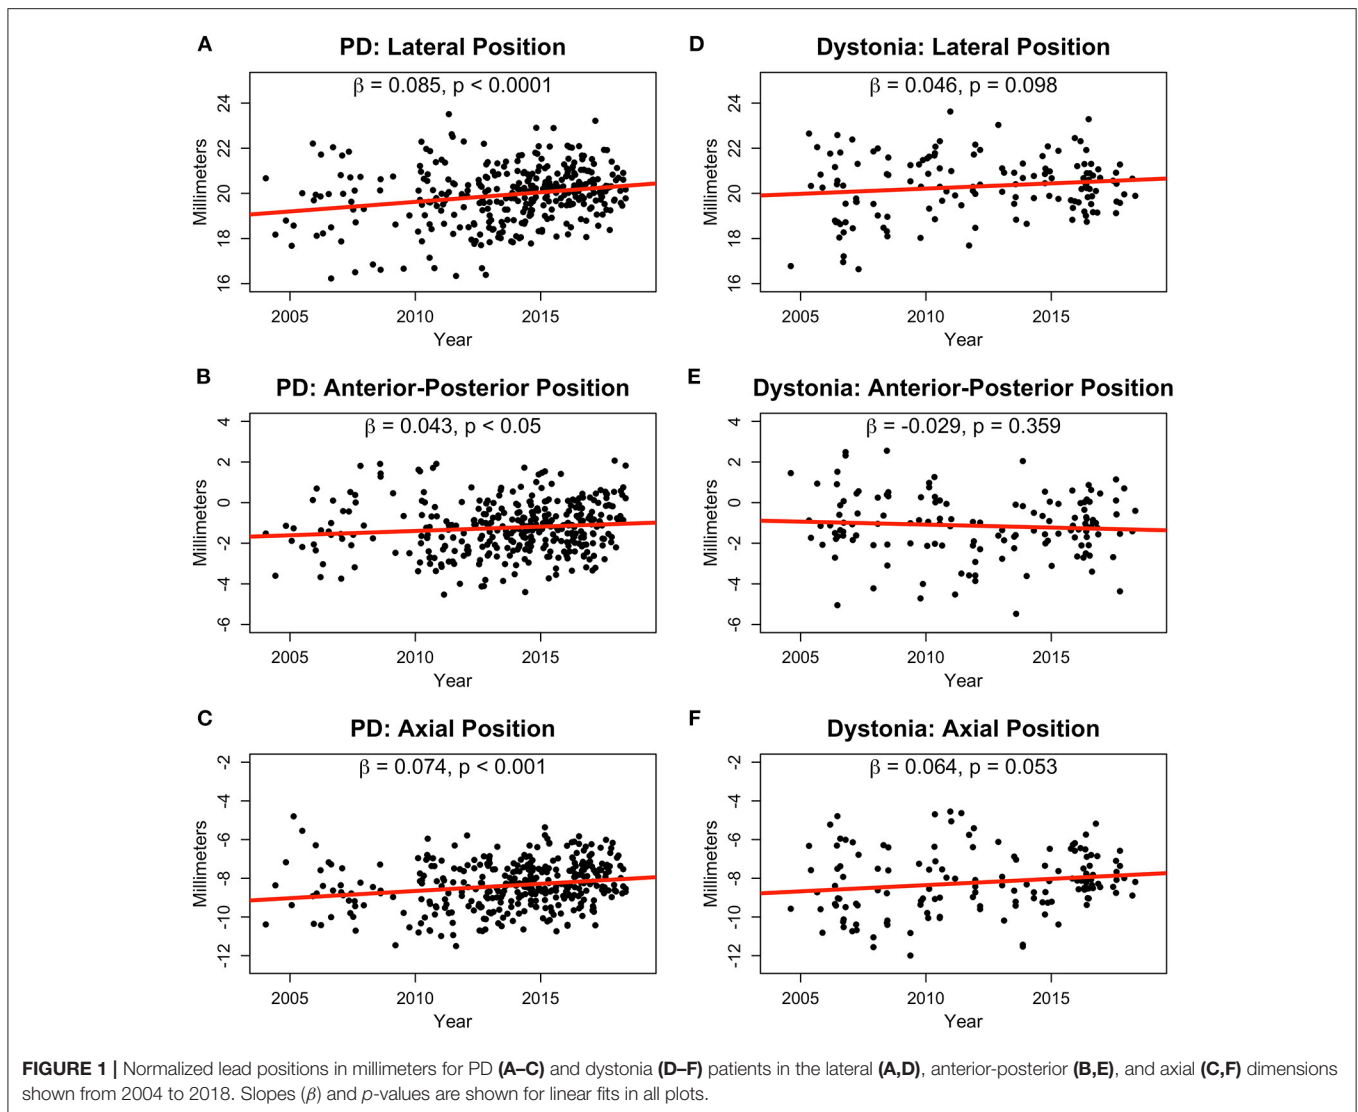 A
PD: Lateral Position
β = 0.085, p < 0.0001
Millimeters
24
22
20
18
16
2005 2010 2015
Year
D
Dystonia: Lateral Position
β = 0.046, p = 0.098
Millimeters
24
22
20
18
16
2005 2010 2015
Year
B
PD: Anterior-Posterior Position
β = 0.043, p < 0.05
Millimeters
4
2
0
-2
-4
-6
2005 2010 2015
Year
E
Dystonia: Anterior-Posterior Position
β = -0.029, p = 0.359
Millimeters
4
2
0
-2
-4
-6
2005 2010 2015
Year
C
PD: Axial Position
β = 0.074, p < 0.001
Millimeters
-2
-4
-6
-8
-10
-12
2005 2010 2015
Year
F
Dystonia: Axial Position
β = 0.064, p = 0.053
Millimeters
-2
-4
-6
-8
-10
-12
2005 2010 2015
Year
FIGURE 1 | Normalized lead positions in millimeters for PD (A–C) and dystonia (D–F) patients in the lateral (A,D), anterior-posterior (B,E), and axial (C,F) dimensions
shown from 2004 to 2018. Slopes (β) and p-values are shown for linear fits in all plots.